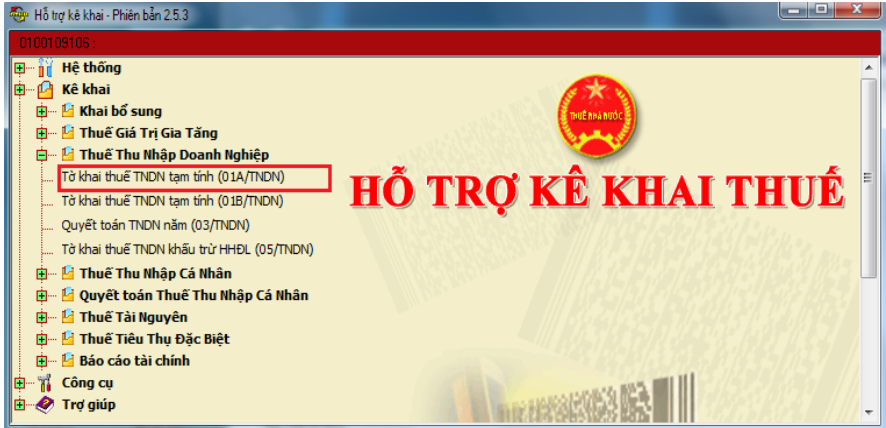 Hỗ trợ kê khai - Phiên bản 2.5.3
0100109106 :
Hệ thống
Kê khai
Khai bổ sung
Thuế Giá Trị Gia Tăng
Thuế Thu Nhập Doanh Nghiệp
Tờ khai thuế TNDN tạm tính (01A/TNDN)
Tờ khai thuế TNDN tạm tính (01B/TNDN)
Quyết toán TNDN năm (03/TNDN)
Tờ khai thuế TNDN khấu trừ HHĐL (05/TNDN)
Thuế Thu Nhập Cá Nhân
Quyết toán Thuế Thu Nhập Cá Nhân
Thuế Tài Nguyên
Thuế Tiêu Thụ Đặc Biệt
Báo cáo tài chính
Công cụ
Trợ giúp
THUẾ NHÀ NƯỚC
HỖ TRỢ KÊ KHAI THUẾ